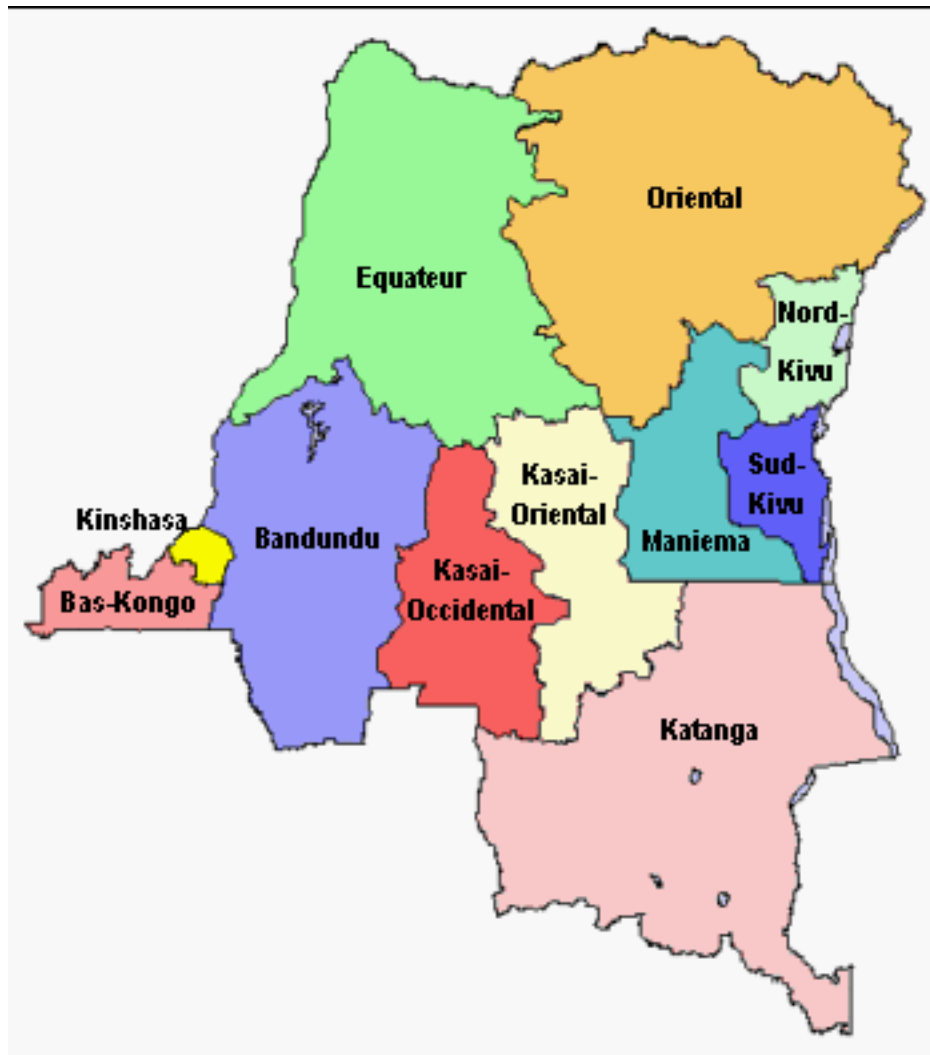 Oriental
Equateur
Nord-
Kivu
Kasai-
Oriental
Sud-
Kivu
Kinshasa
Bandundu
Maniema
Kasai-
Occidental
Bas-Kongo
Katanga